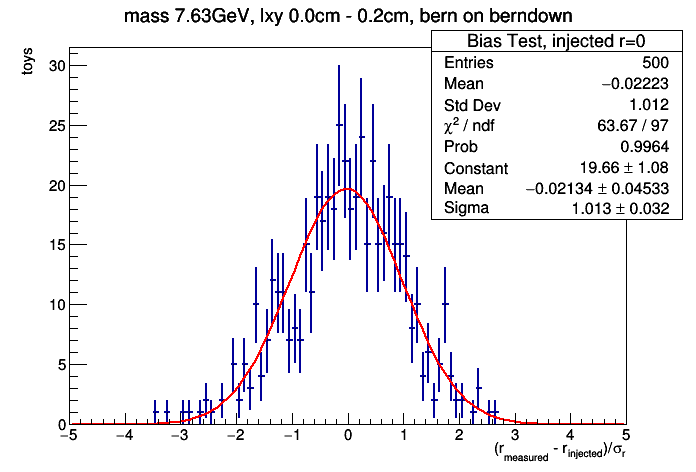 mass 7.63GeV, lxy 0.0cm - 0.2cm, bern on berndown
toys
Bias Test, injected r=0
Entries 500
Mean −0.02223
Std Dev 1.012
χ² / ndf 63.67 / 97
Prob 0.9964
Constant 19.66 ± 1.08
Mean −0.02134 ± 0.04533
Sigma 1.013 ± 0.032
30
25
20
15
10
5
0
−5 −4 −3 −2 −1 0 1 2 3 4 5
(r_measured - r_injected)/σ_r